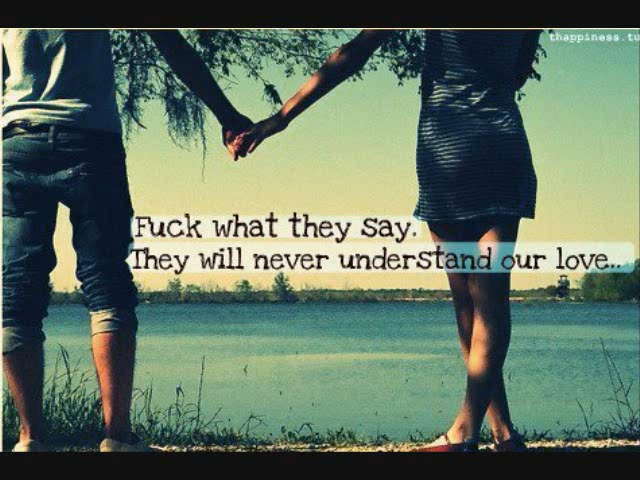 thappiness.tu
Fuck what they say.
They will never understand our love...